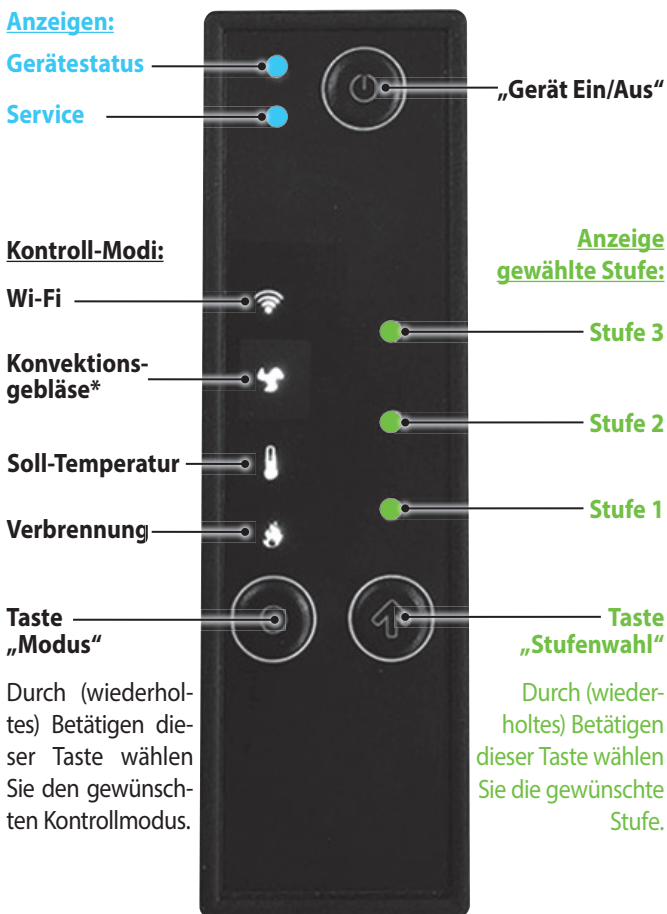 Anzeigen:
Gerätestatus
Service
„Gerät Ein/Aus“
Kontroll-Modi:
Wi-Fi
Konvektions-
gebläse*
Soll-Temperatur
Verbrennung
Anzeige
gewählte Stufe:
Stufe 3
Stufe 2
Stufe 1
Taste
„Modus“
Durch (wiederhol-
tes) Betätigen die-
ser Taste wählen
Sie den gewünsch-
ten Kontrollmodus.
Taste
„Stufenwahl“
Durch (wieder-
holtes) Betätigen
dieser Taste wählen
Sie die gewünschte
Stufe.